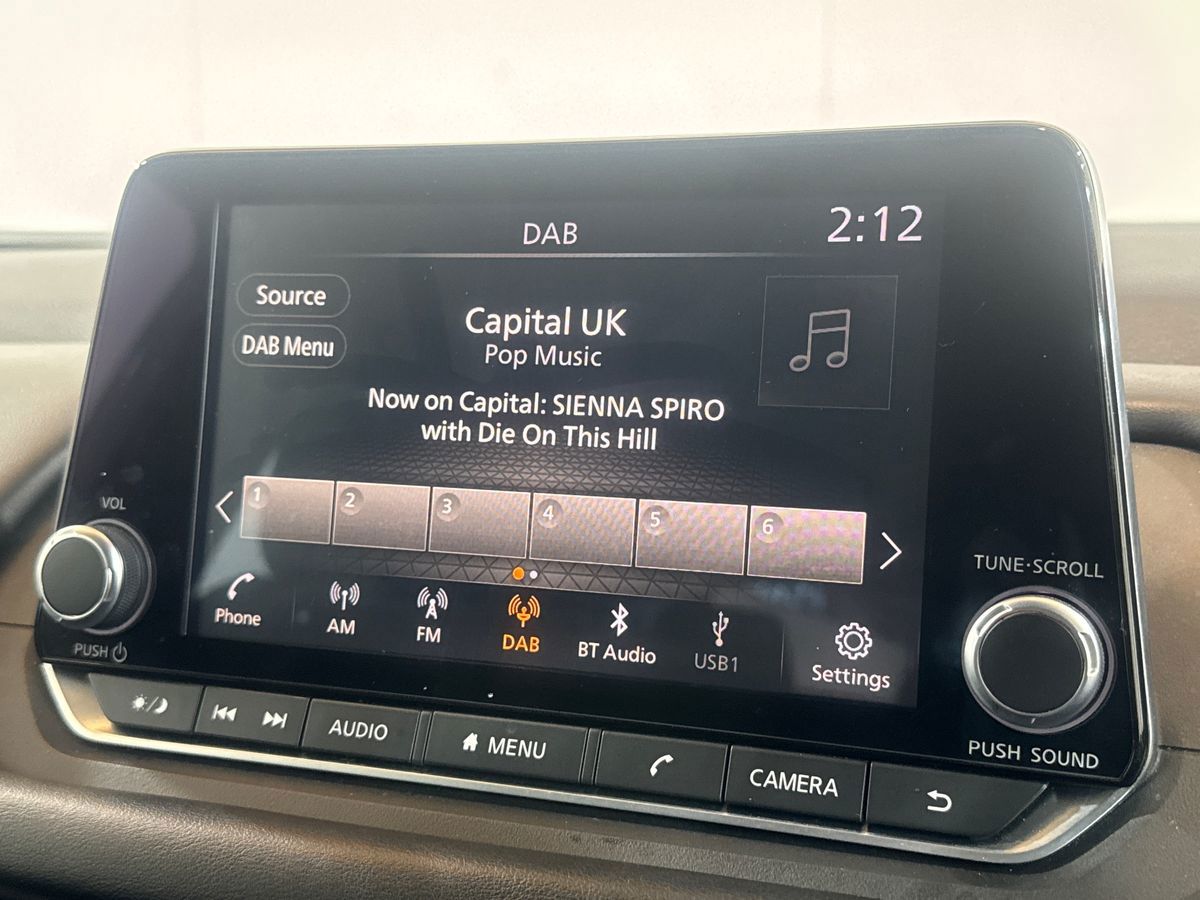 DAB
2:12
Source
DAB Menu
Capital UK
Pop Music
Now on Capital: SIENNA SPIRO
with Die On This Hill
1
2
3
4
5
6
VOL
PUSH
TUNE·SCROLL
PUSH SOUND
Phone
AM
FM
DAB
BT Audio
USB1
Settings
AUDIO
MENU
CAMERA